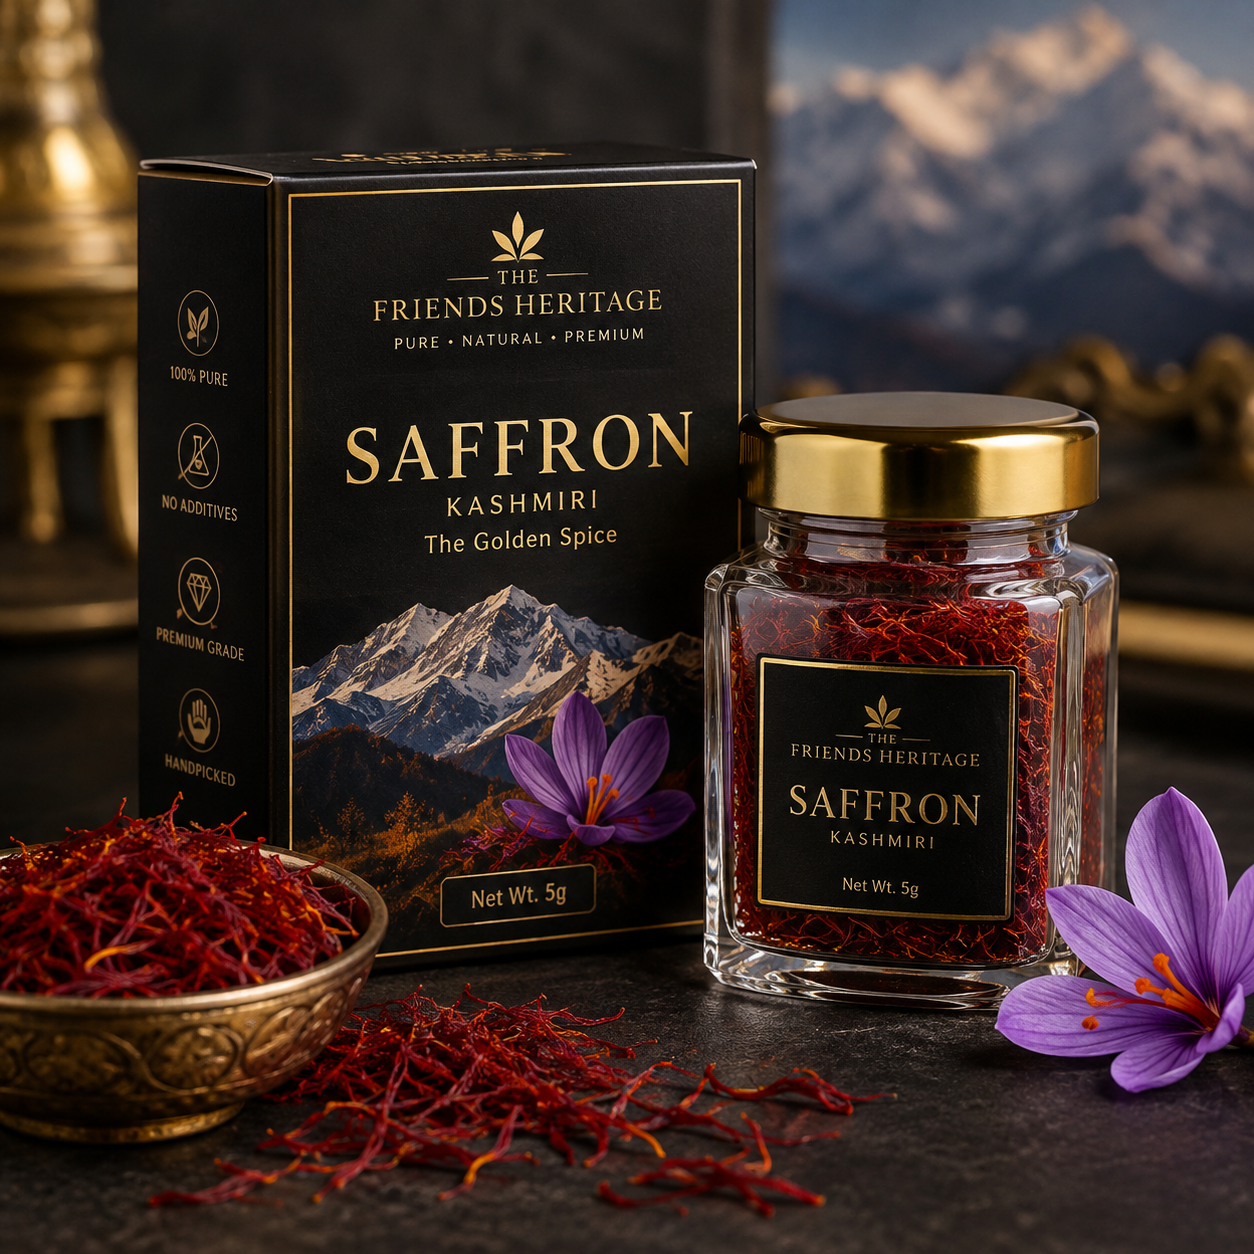 THE
FRIENDS HERITAGE
PURE • NATURAL • PREMIUM
SAFFRON
KASHMIRI
The Golden Spice
Net Wt. 5g
100% PURE
NO ADDITIVES
PREMIUM GRADE
HANDPICKED
THE
FRIENDS HERITAGE
SAFFRON
KASHMIRI
Net Wt. 5g